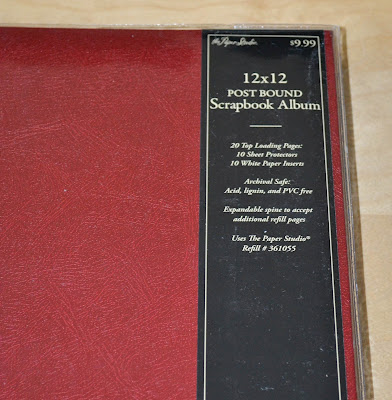 the Paper Studio $9.99
12x12
POST BOUND
Scrapbook Album
20 Top Loading Pages:
10 Sheet Protectors
10 White Paper Inserts
Archival Safe:
Acid, lignin, and PVC free
Expandable spine to accept
additional refill pages
Uses The Paper Studio®
Refill # 361055